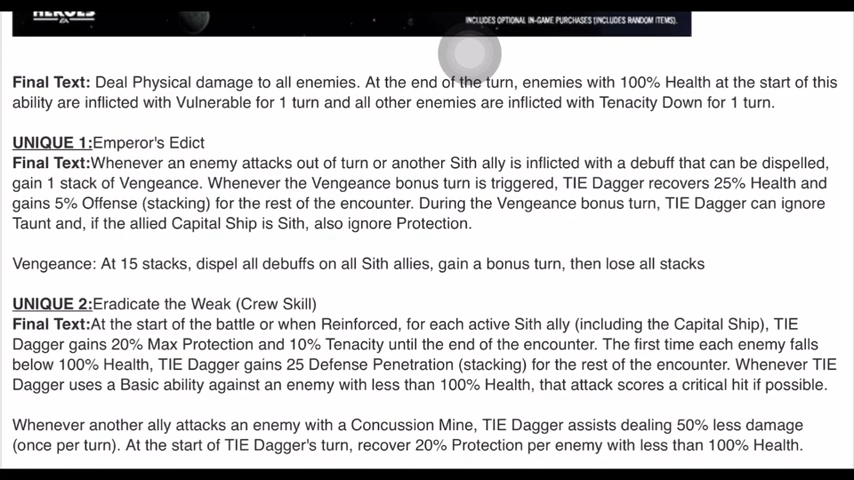 HEROES
EA
INCLUDES OPTIONAL IN-GAME PURCHASES (INCLUDES RANDOM ITEMS).
Final Text: Deal Physical damage to all enemies. At the end of the turn, enemies with 100% Health at the start of this
ability are inflicted with Vulnerable for 1 turn and all other enemies are inflicted with Tenacity Down for 1 turn.
UNIQUE 1:Emperor's Edict
Final Text:Whenever an enemy attacks out of turn or another Sith ally is inflicted with a debuff that can be dispelled,
gain 1 stack of Vengeance. Whenever the Vengeance bonus turn is triggered, TIE Dagger recovers 25% Health and
gains 5% Offense (stacking) for the rest of the encounter. During the Vengeance bonus turn, TIE Dagger can ignore
Taunt and, if the allied Capital Ship is Sith, also ignore Protection.
Vengeance: At 15 stacks, dispel all debuffs on all Sith allies, gain a bonus turn, then lose all stacks
UNIQUE 2:Eradicate the Weak (Crew Skill)
Final Text:At the start of the battle or when Reinforced, for each active Sith ally (including the Capital Ship), TIE
Dagger gains 20% Max Protection and 10% Tenacity until the end of the encounter. The first time each enemy falls
below 100% Health, TIE Dagger gains 25 Defense Penetration (stacking) for the rest of the encounter. Whenever TIE
Dagger uses a Basic ability against an enemy with less than 100% Health, that attack scores a critical hit if possible.
Whenever another ally attacks an enemy with a Concussion Mine, TIE Dagger assists dealing 50% less damage
(once per turn). At the start of TIE Dagger's turn, recover 20% Protection per enemy with less than 100% Health.